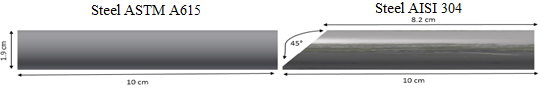 Steel ASTM A615
Steel AISI 304
8.2 cm
1.9 cm
45°
10 cm
10 cm